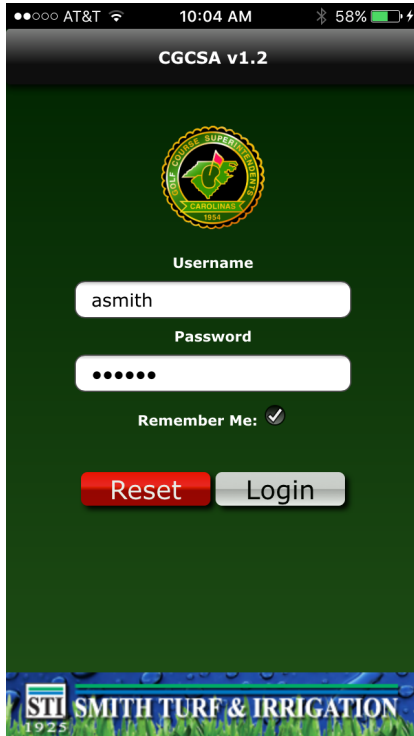 AT&T 10:04 AM 58%
CGCSA v1.2
GOLF COURSE SUPERINTENDENTS
CAROLINAS
1954
Username
asmith
Password
••••••
Remember Me:
Reset Login
STI SMITH TURF & IRRIGATION
1925